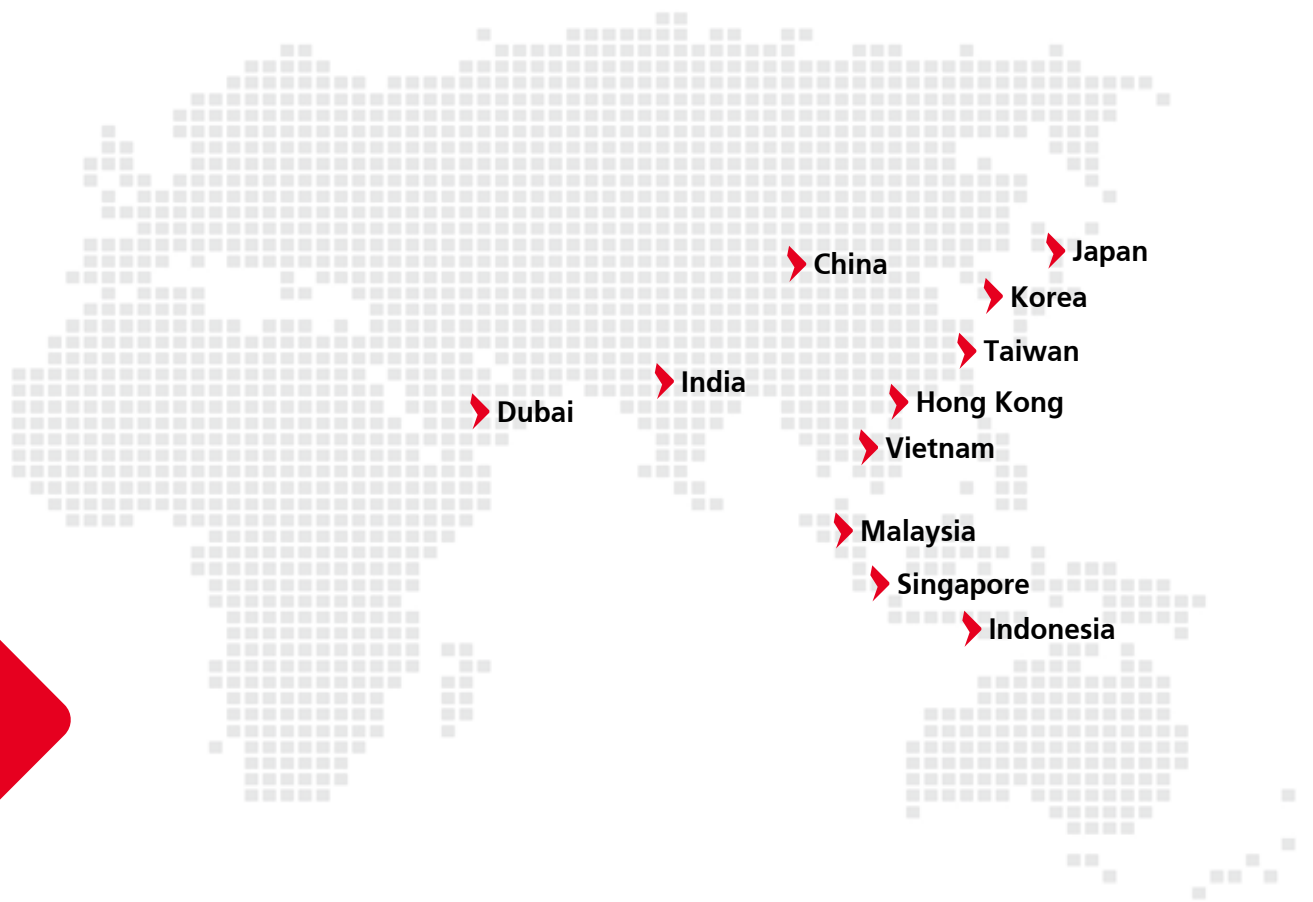 Japan
China
Korea
Taiwan
India
Hong Kong
Dubai
Vietnam
Malaysia
Singapore
Indonesia